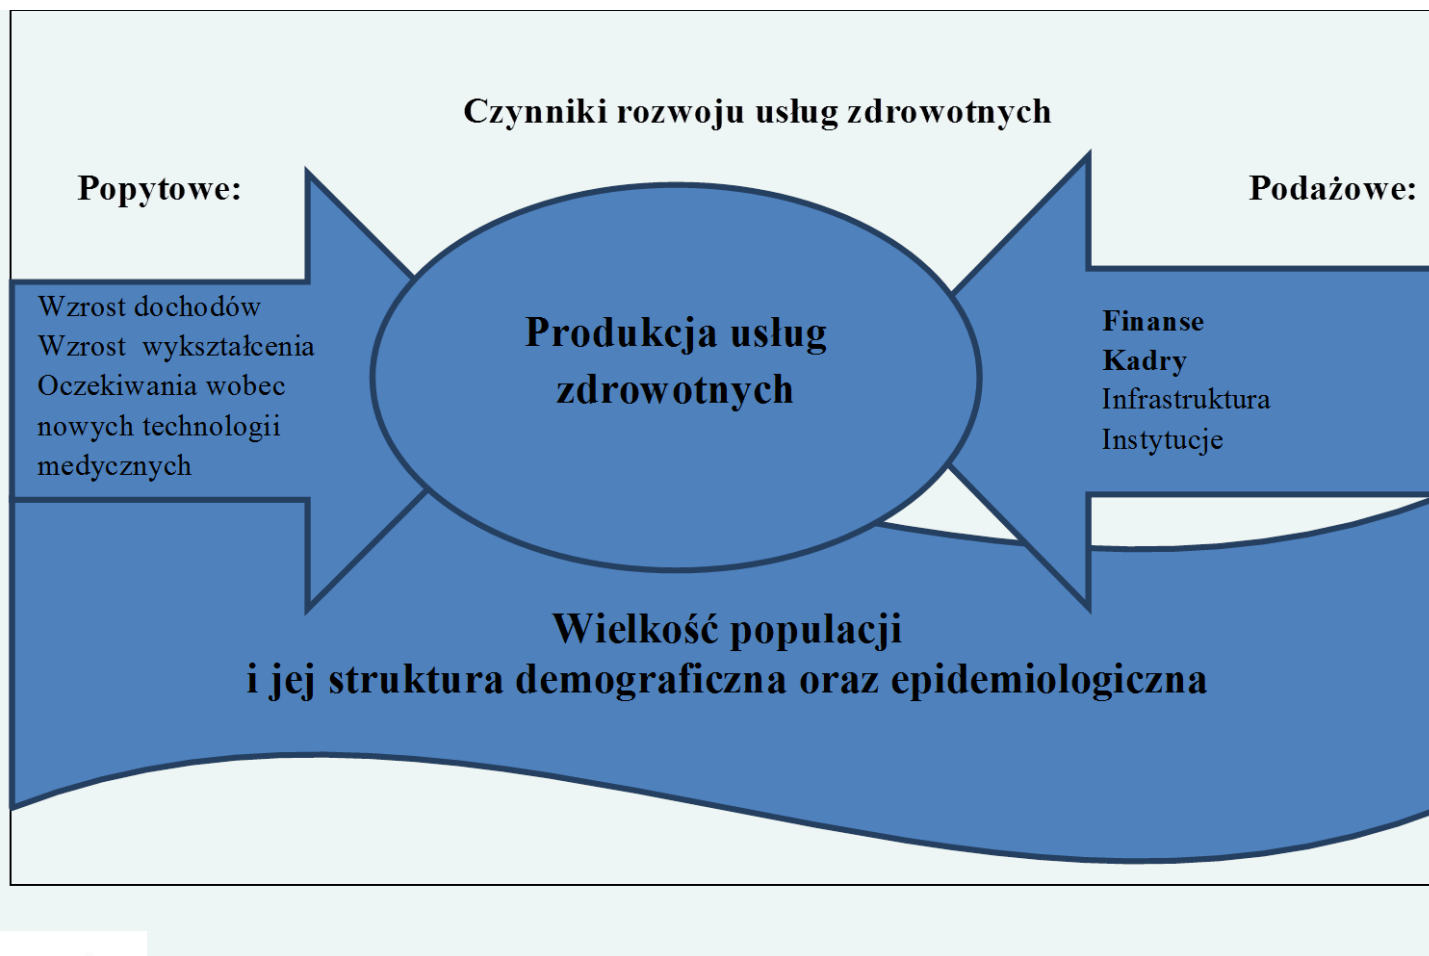 Czynniki rozwoju usług zdrowotnych
Popytowe:
Podażowe:
Wzrost dochodów
Wzrost wykształcenia
Oczekiwania wobec
nowych technologii
medycznych
Produkcja usług
zdrowotnych
Finanse
Kadry
Infrastruktura
Instytucje
Wielkość populacji
i jej struktura demograficzna oraz epidemiologiczna